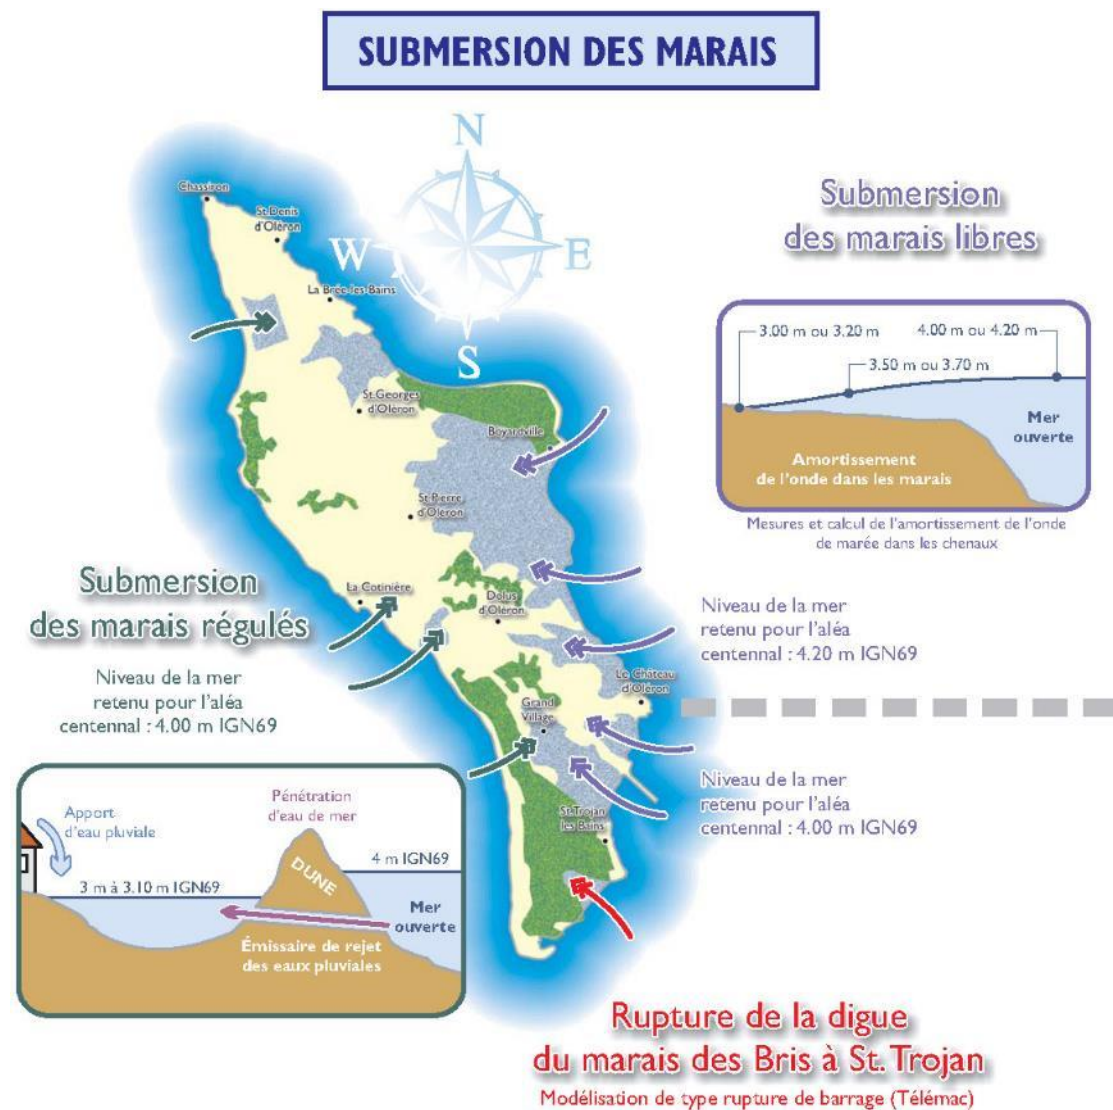 SUBMERSION DES MARAIS
N
W
E
S
Chassiron
St Denis
d'Oléron
La Brée-les-Bains
St Georges
d'Oléron
Boyardville
St Pierre
d'Oléron
La Cotinière
Dolus
d'Oléron
Le Château
d'Oléron
Grand
Village
St Trojan
les Bains
Submersion
des marais libres
3.00 m ou 3.20 m
4.00 m ou 4.20 m
3.50 m ou 3.70 m
Mer
ouverte
Amortissement
de l'onde dans les marais
Mesures et calcul de l'amortissement de l'onde
de marée dans les chenaux
Niveau de la mer
retenu pour l'aléa
centennal : 4.20 m IGN69
Niveau de la mer
retenu pour l'aléa
centennal : 4.00 m IGN69
Submersion
des marais régulés
Niveau de la mer
retenu pour l'aléa
centennal : 4.00 m IGN69
Apport
d'eau pluviale
Pénétration
d'eau de mer
DUNE
4 m IGN69
3 m à 3.10 m IGN69
Mer
ouverte
Émissaire de rejet
des eaux pluviales
Rupture de la digue
du marais des Bris à St. Trojan
Modélisation de type rupture de barrage (Télémac)